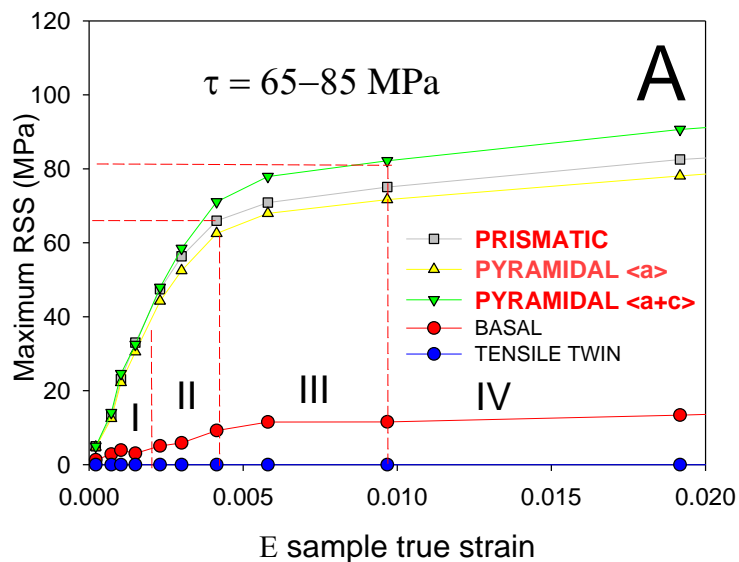 120
100
80
60
40
20
0
Maximum RSS (MPa)
τ = 65–85 MPa
A
PRISMATIC
PYRAMIDAL <a>
PYRAMIDAL <a+c>
BASAL
TENSILE TWIN
I
II
III
IV
0.000
0.005
0.010
0.015
0.020
E sample true strain